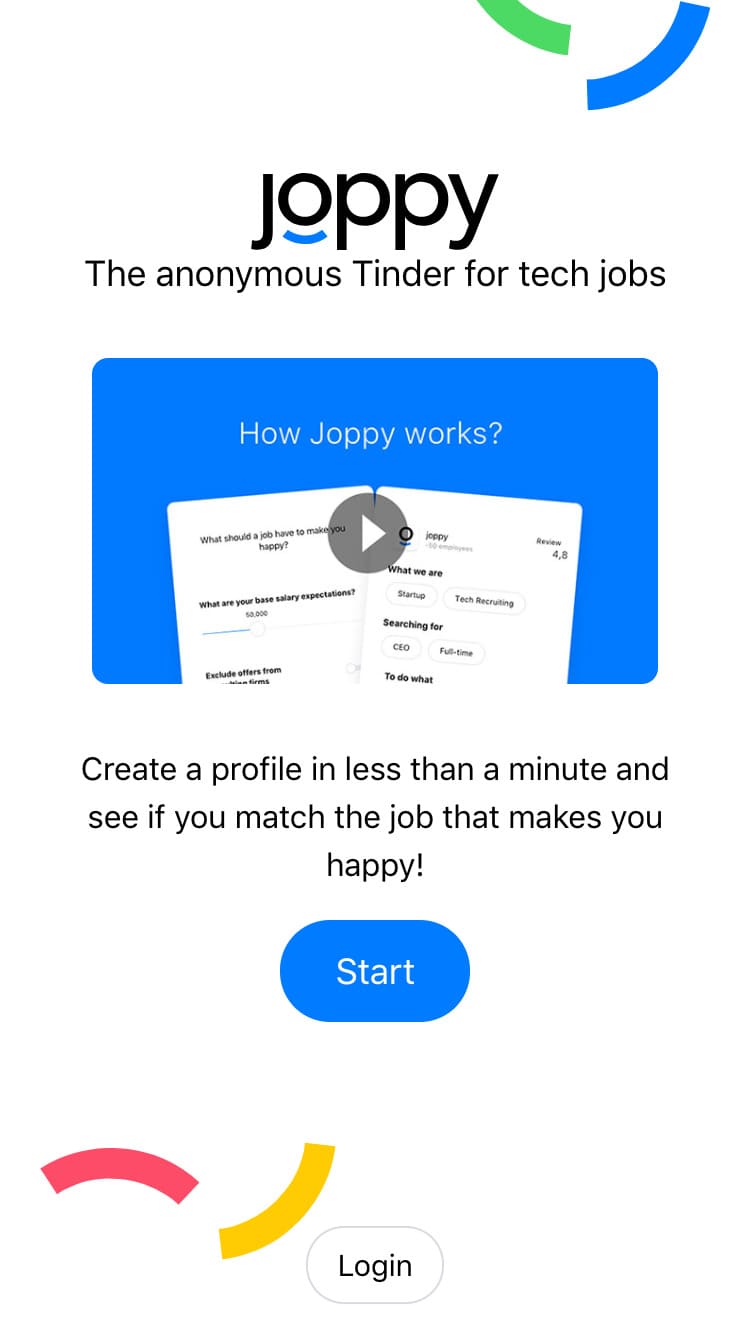 joppy
The anonymous Tinder for tech jobs
How Joppy works?
What should a job have to make you
happy?
What are your base salary expectations?
50,000
Exclude offers from
firms
joppy
~50 employees
Review
4,8
What we are
Startup
Tech Recruiting
Searching for
CEO
Full-time
To do what
Create a profile in less than a minute and
see if you match the job that makes you
happy!
Start
Login